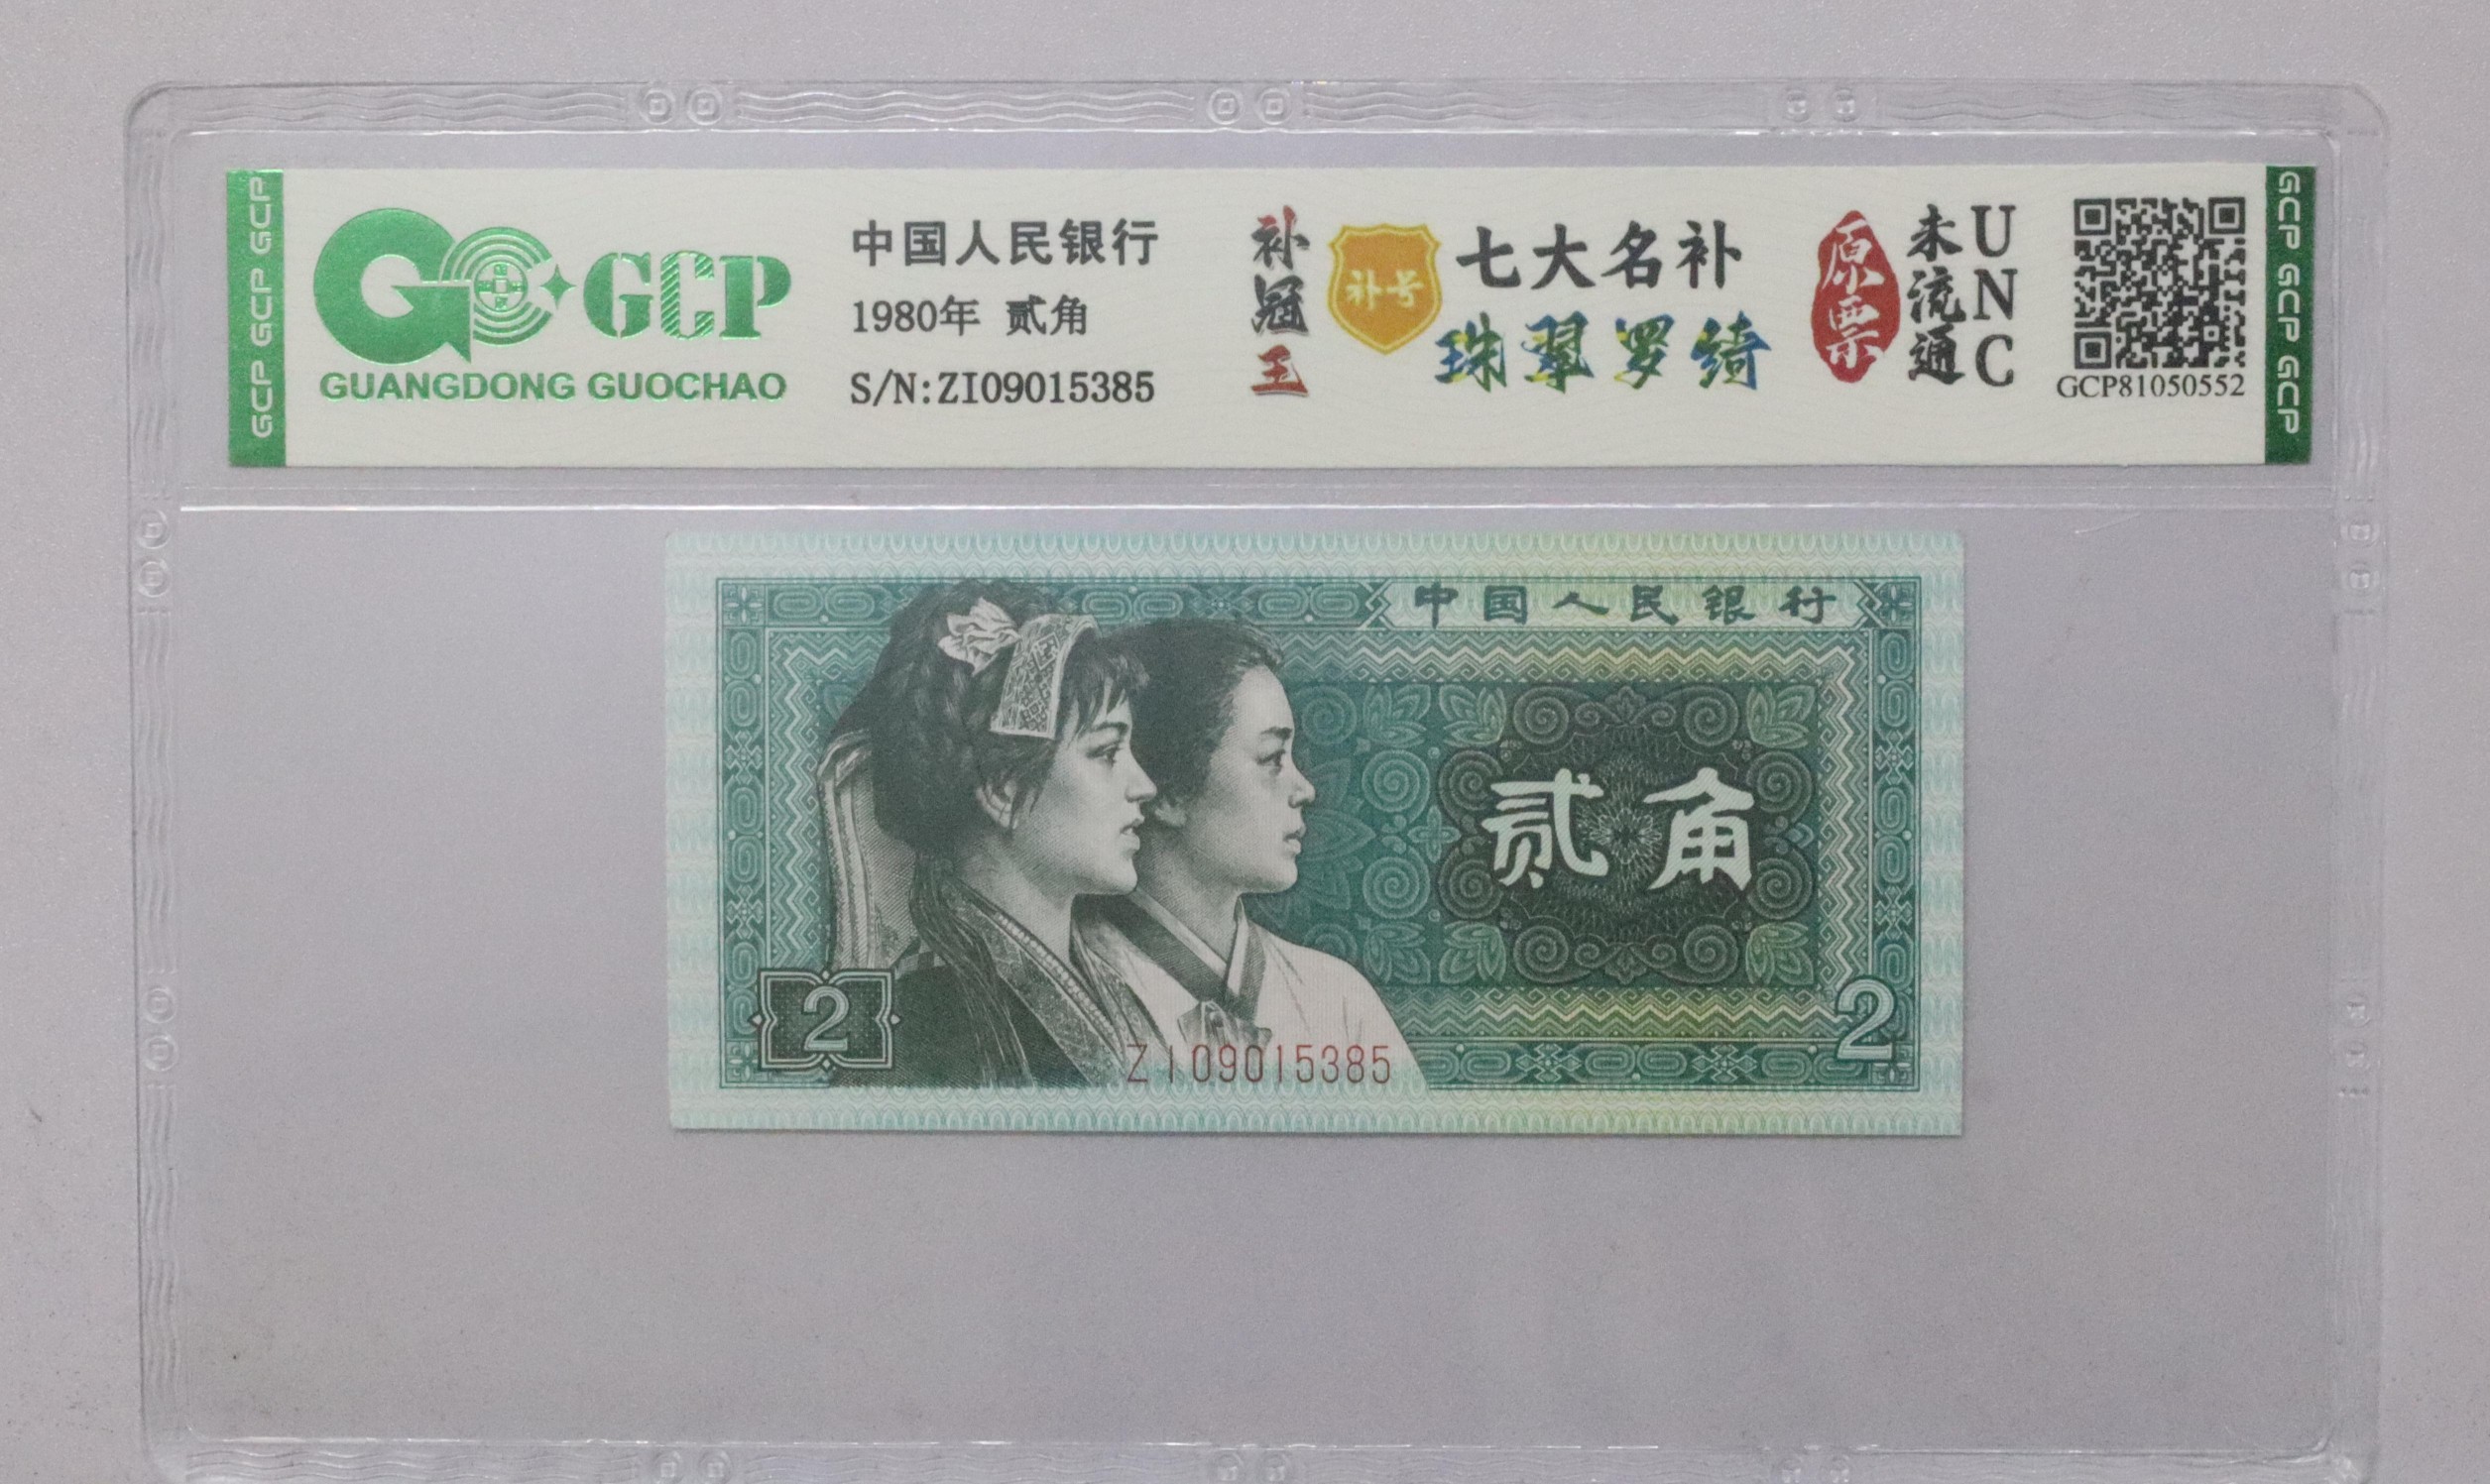 GCP GCP GCP
GCP
GUANGDONG GUOCHAO
中国人民银行
1980年 贰角
S/N:ZI09015385
补冠王
补号
七大名补
珠翠罗绮
原票
未流通
UNC
GCP81050552
GCP GCP GCP
中国人民银行
贰角
2
2
ZI09015385